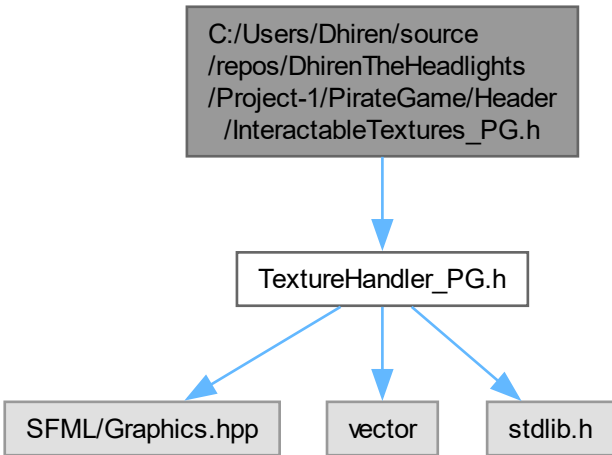 C:/Users/Dhiren/source
/repos/DhirenTheHeadlights
/Project-1/PirateGame/Header
/InteractableTextures_PG.h
TextureHandler_PG.h
SFML/Graphics.hpp
vector
stdlib.h